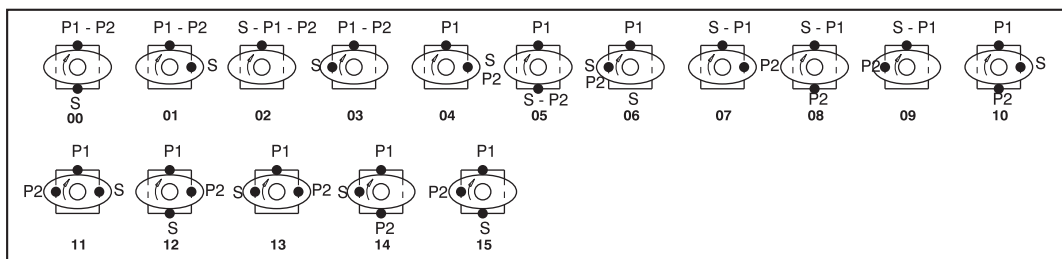 P1 - P2 P1 - P2 S - P1 - P2 P1 - P2 P1 P1 P1 S - P1 S - P1 S - P1 P1
S S S P2 S P2 P2 P2 S
S S - P2 S P2 P2
00 01 02 03 04 05 06 07 08 09 10
P1 P1 P1 P1 P1
P2 S P2 S P2 S P2
S P2 S
11 12 13 14 15